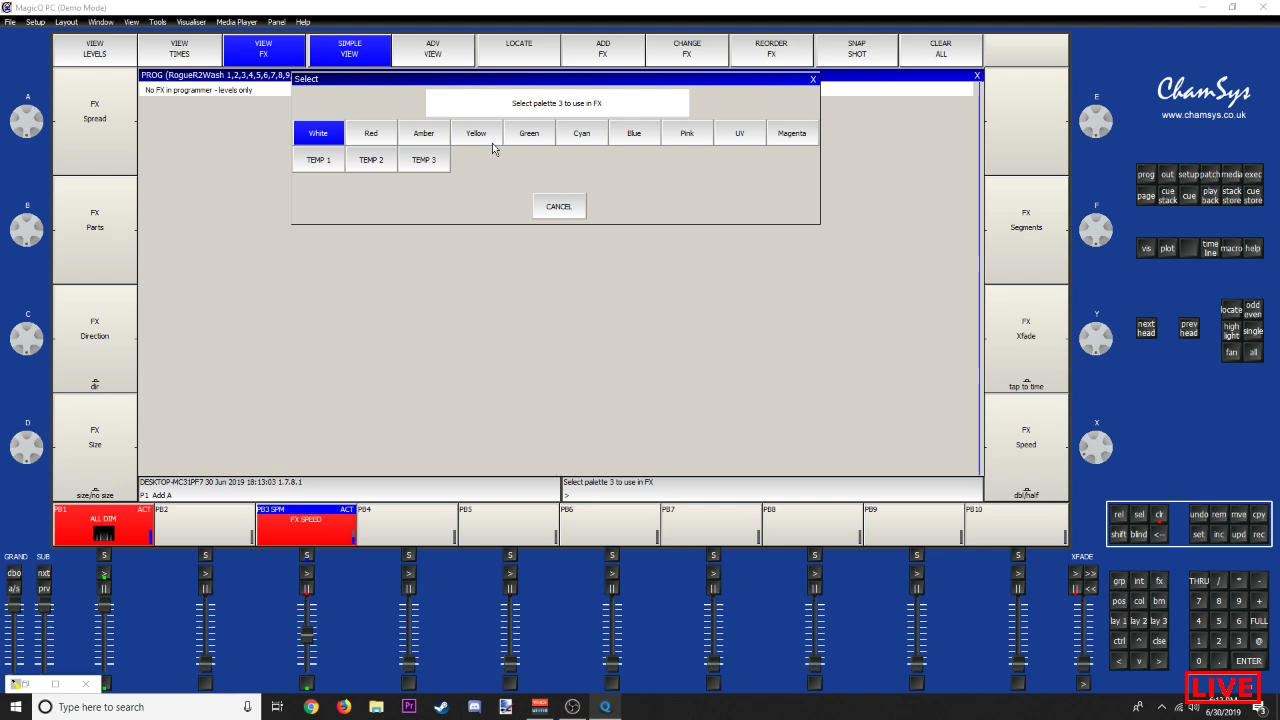 MagicQ PC (Demo Mode)
File Setup Layout Window View Tools Visualiser Media Player Panel Help
VIEW LEVELS
VIEW TIMES
VIEW FX
SIMPLE VIEW
ADV VIEW
LOCATE
ADD FX
CHANGE FX
REORDER FX
SNAP SHOT
CLEAR ALL
PROG (RogueR2Wash 1,2,3,4,5,6,7,8,9 X
No FX in programmer - levels only
Select X
Select palette 3 to use in FX
White Red Amber Yellow Green Cyan Blue Pink UV Magenta
TEMP 1 TEMP 2 TEMP 3
CANCEL
A
FX
Spread
B
FX
Parts
C
FX
Direction
dir
D
FX
Size
size/no size
E
F
FX
Segments
Y
FX
Xfade
tap to time
X
FX
Speed
dbl/half
ChamSys
www.chamsys.co.uk
prog out setup patch media exec
page cue stack cue play back stack store cue store
vis plot time line macro help
next head
prev head
locate odd even
high light single
fan all
DESKTOP-MC31PF7 30 Jun 2019 18:13:03 1.7.8.1
P1 Add A
Select palette 3 to use in FX
>
PB1 ACT
ALL DIM
PB2
PB3 SPM ACT
FX SPEED
PB4
PB5
PB6
PB7
PB8
PB9
PB10
rel sel clr undo rem mve cpy
shift blind <-- set inc upd rec
GRAND SUB S S S S S S S S S S XFADE
dbo nxt > > > > > > > > > > > >>
a/s prv || || || || || || || || || || || <<
grp int fx THRU / * -
pos col bm 7 8 9 +
lay 1 lay 2 lay 3 4 5 6 FULL
ctrl ^ clse 1 2 3 @
< v > 0 . ENTER
>
LIVE
Type here to search
6/30/2019